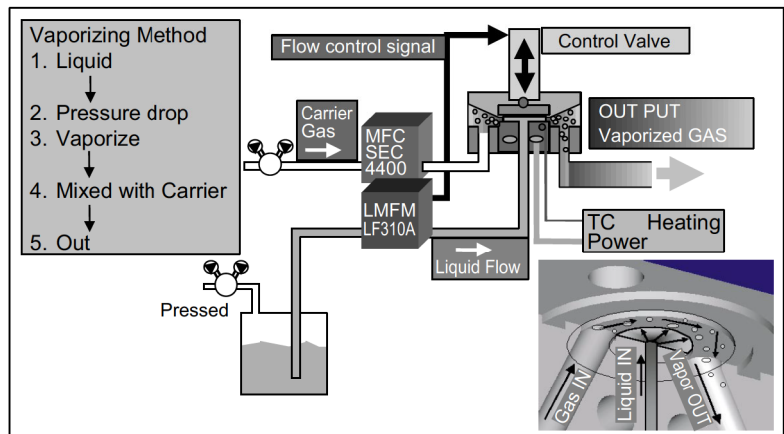 Vaporizing Method
1. Liquid
2. Pressure drop
3. Vaporize
4. Mixed with Carrier
5. Out
Flow control signal
Control Valve
Carrier
Gas
MFC
SEC
4400
OUT PUT
Vaporized GAS
LMFM
LF310A
TC Heating
Power
Liquid Flow
Pressed
Gas IN
Liquid IN
Vapor OUT